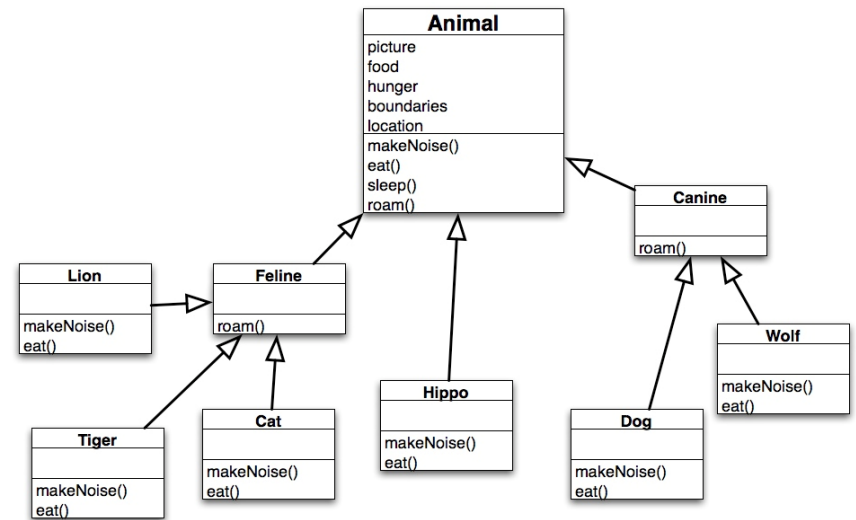 Animal
picture
food
hunger
boundaries
location
makeNoise()
eat()
sleep()
roam()
Canine
roam()
Lion
makeNoise()
eat()
Feline
roam()
Wolf
makeNoise()
eat()
Hippo
makeNoise()
eat()
Dog
makeNoise()
eat()
Cat
makeNoise()
eat()
Tiger
makeNoise()
eat()